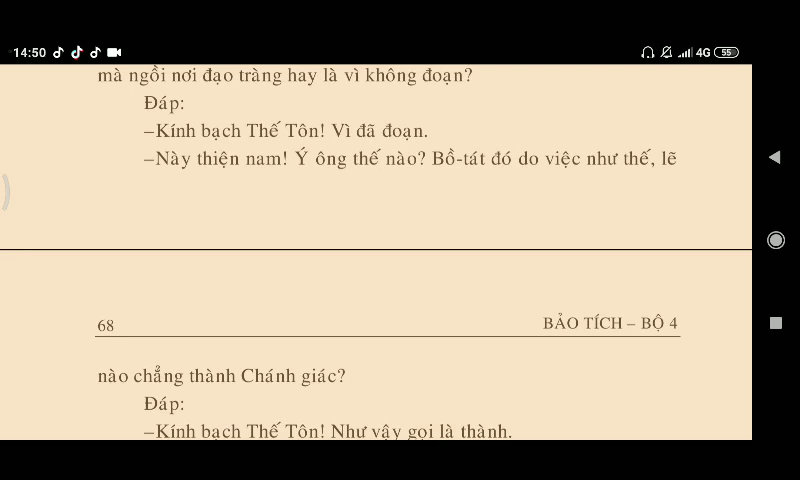 14:50
4G 55
mà ngồi nơi đạo tràng hay là vì không đoạn?
Đáp:
–Kính bạch Thế Tôn! Vì đã đoạn.
–Này thiện nam! Ý ông thế nào? Bồ-tát đó do việc như thế, lẽ
68 BẢO TÍCH – BỘ 4
nào chẳng thành Chánh giác?
Đáp:
–Kính bạch Thế Tôn! Như vậy gọi là thành.